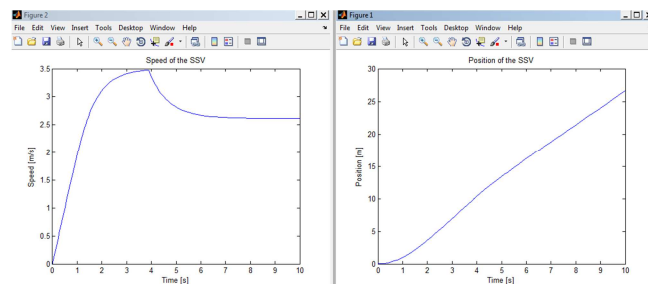 Figure 2
File Edit View Insert Tools Desktop Window Help
Speed of the SSV
3.5
3
2.5
2
1.5
1
0.5
0
Speed [m/s]
0 1 2 3 4 5 6 7 8 9 10
Time [s]
Figure 1
File Edit View Insert Tools Desktop Window Help
Position of the SSV
30
25
20
15
10
5
0
Position [m]
0 1 2 3 4 5 6 7 8 9 10
Time [s]